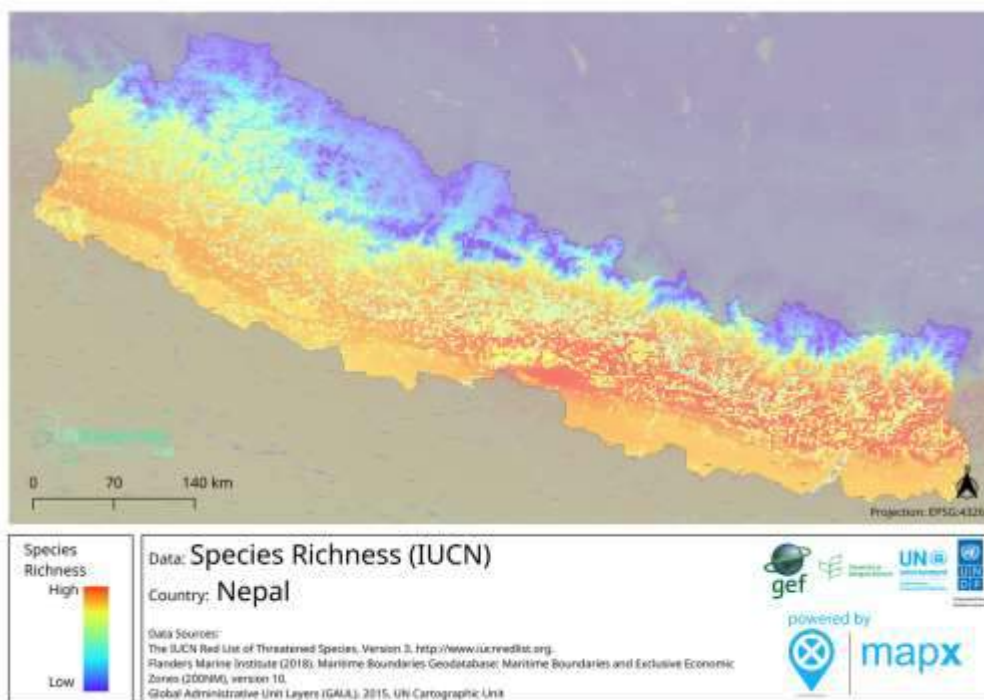 0 70 140 km
Projection: EPSG:4326
Species
Richness
High
Low
Data: Species Richness (IUCN)
Country: Nepal
Data Sources:
The IUCN Red List of Threatened Species, Version 3, http://www.iucnredlist.org.
Flanders Marine Institute (2018). Maritime Boundaries Geodatabase: Maritime Boundaries and Exclusive Economic
Zones (200NM), version 10.
Global Administrative Unit Layers (GAUL). 2015, UN Cartographic Unit
gef
UN
U N
D P
powered by
mapx